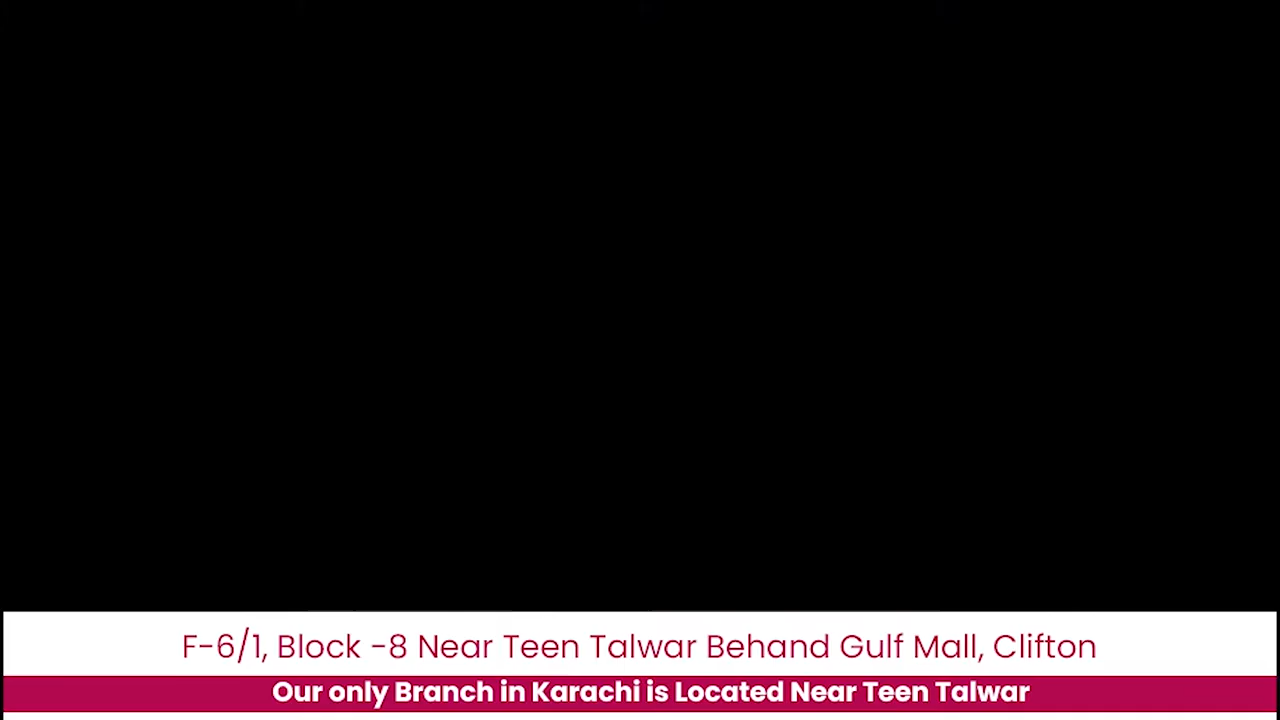 F-6/1, Block -8 Near Teen Talwar Behand Gulf Mall, Clifton
Our only Branch in Karachi is Located Near Teen Talwar